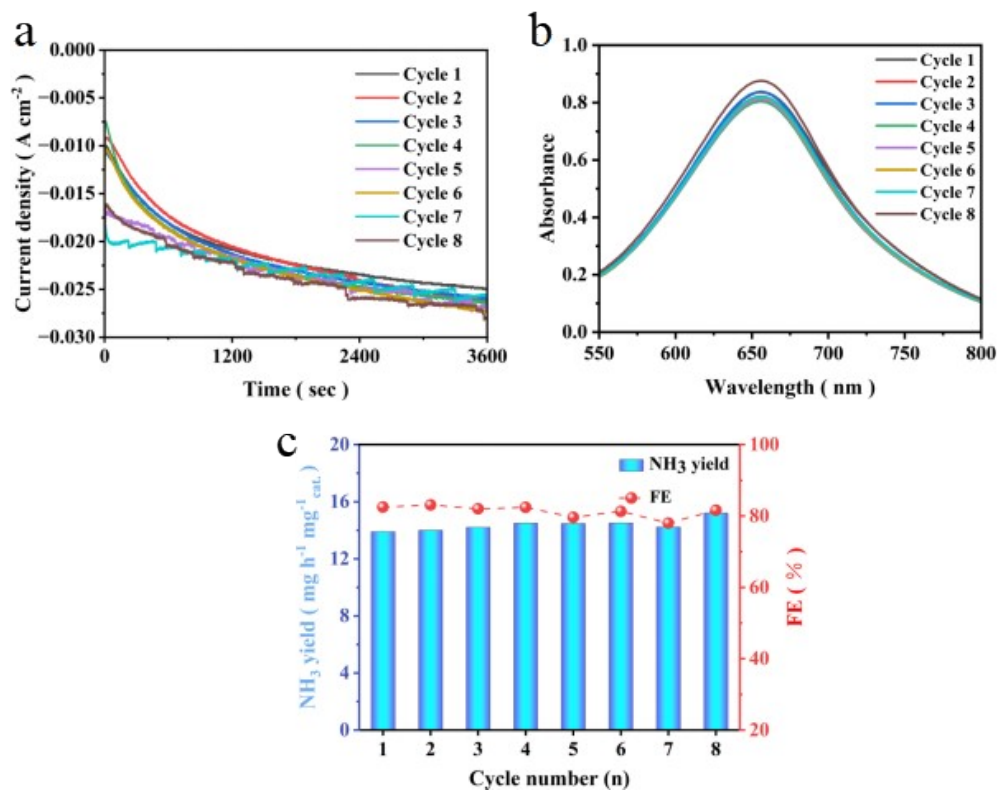 a
Current density ( A cm⁻²)
0.000
−0.005
−0.010
−0.015
−0.020
−0.025
−0.030
Cycle 1
Cycle 2
Cycle 3
Cycle 4
Cycle 5
Cycle 6
Cycle 7
Cycle 8
0 1200 2400 3600
Time ( sec)
b
Absorbance
1.0
0.8
0.6
0.4
0.2
0.0
Cycle 1
Cycle 2
Cycle 3
Cycle 4
Cycle 5
Cycle 6
Cycle 7
Cycle 8
550 600 650 700 750 800
Wavelength ( nm)
c
NH₃ yield ( mg h⁻¹ mg⁻¹cat.)
20
16
12
8
4
0
NH₃ yield
FE
100
80
60
40
20
FE ( % )
1 2 3 4 5 6 7 8
Cycle number (n)